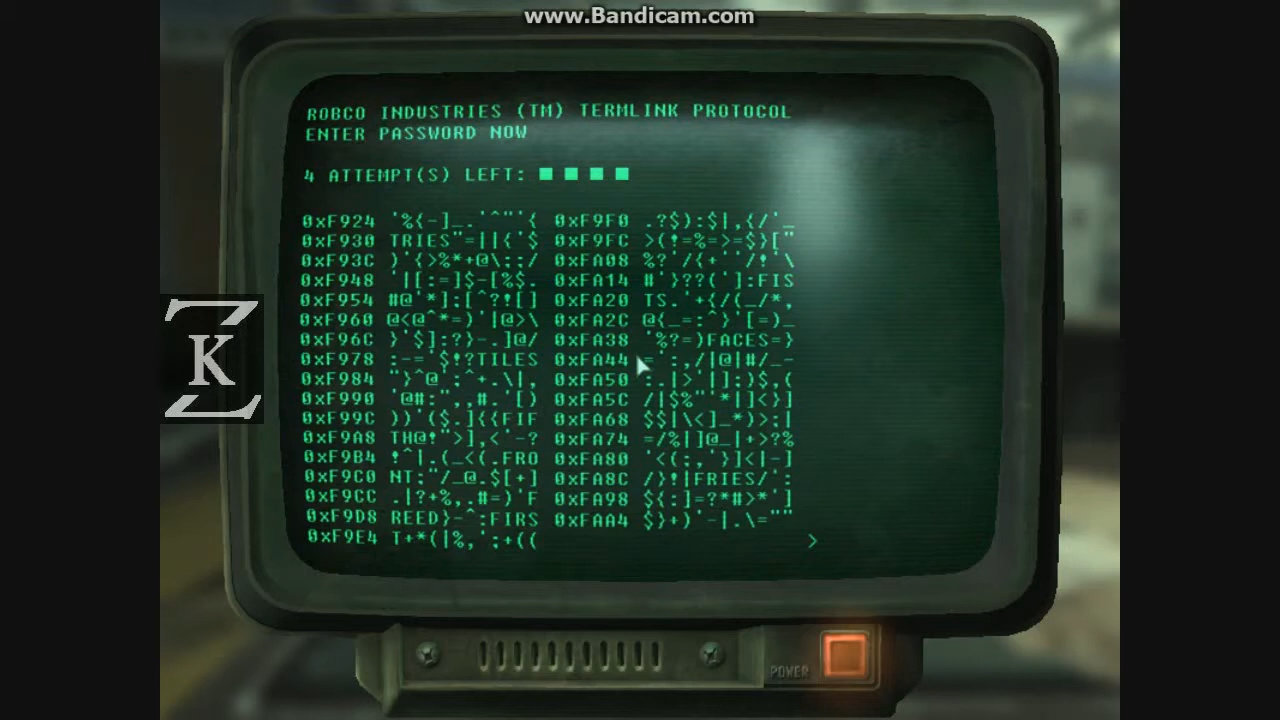 www.Bandicam.com
ROBCO INDUSTRIES (TM) TERMLINK PROTOCOL
ENTER PASSWORD NOW
4 ATTEMPT(S) LEFT: ■ ■ ■ ■
0xF924 '%{-]_.'^"'{ 0xF9F0 .?$):$|,{/'_
0xF930 TRIES"=||{'$ 0xF9FC >(!=%=>=$}["
0xF93C )'{>%*+@\;:/ 0xFA08 %?'/{+''/!'\
0xF948 '|[:=]$-[%$. 0xFA14 #'}??(']:FIS
0xF954 #@'*]:[^?![] 0xFA20 TS.'+{/(_/*,
0xF960 @<@^*=)'|@>\ 0xFA2C @{_=:^}'[=)_
0xF96C }'$]:?}-.]@/ 0xFA38 '%?=)FACES=}
0xF978 :-='$!?TILES 0xFA44 =':,/|@|#/_-
0xF984 "}^@';^+.\|, 0xFA50 :.|>'|]:)$,(
0xF990 '@#:",,#.'[) 0xFA5C /|$%"'*|]<}]
0xF99C ))'($.]{{FIF 0xFA68 $$|\<]_*)>;|
0xF9A8 TH@!">],<'-? 0xFA74 =/%|]@_|+>?%
0xF9B4 !^|.(_<(.FRO 0xFA80 '<(;,'}]<|-]
0xF9C0 NT:"/_@.$[+] 0xFA8C /}!|FRIES/':
0xF9CC .|?+%,.#=)'F 0xFA98 ${:]=?*#>*']
0xF9D8 REED}-^:FIRS 0xFAA4 $}+)'-|.\=""
0xF9E4 T+*(|%,';+(( >
ZK
POWER